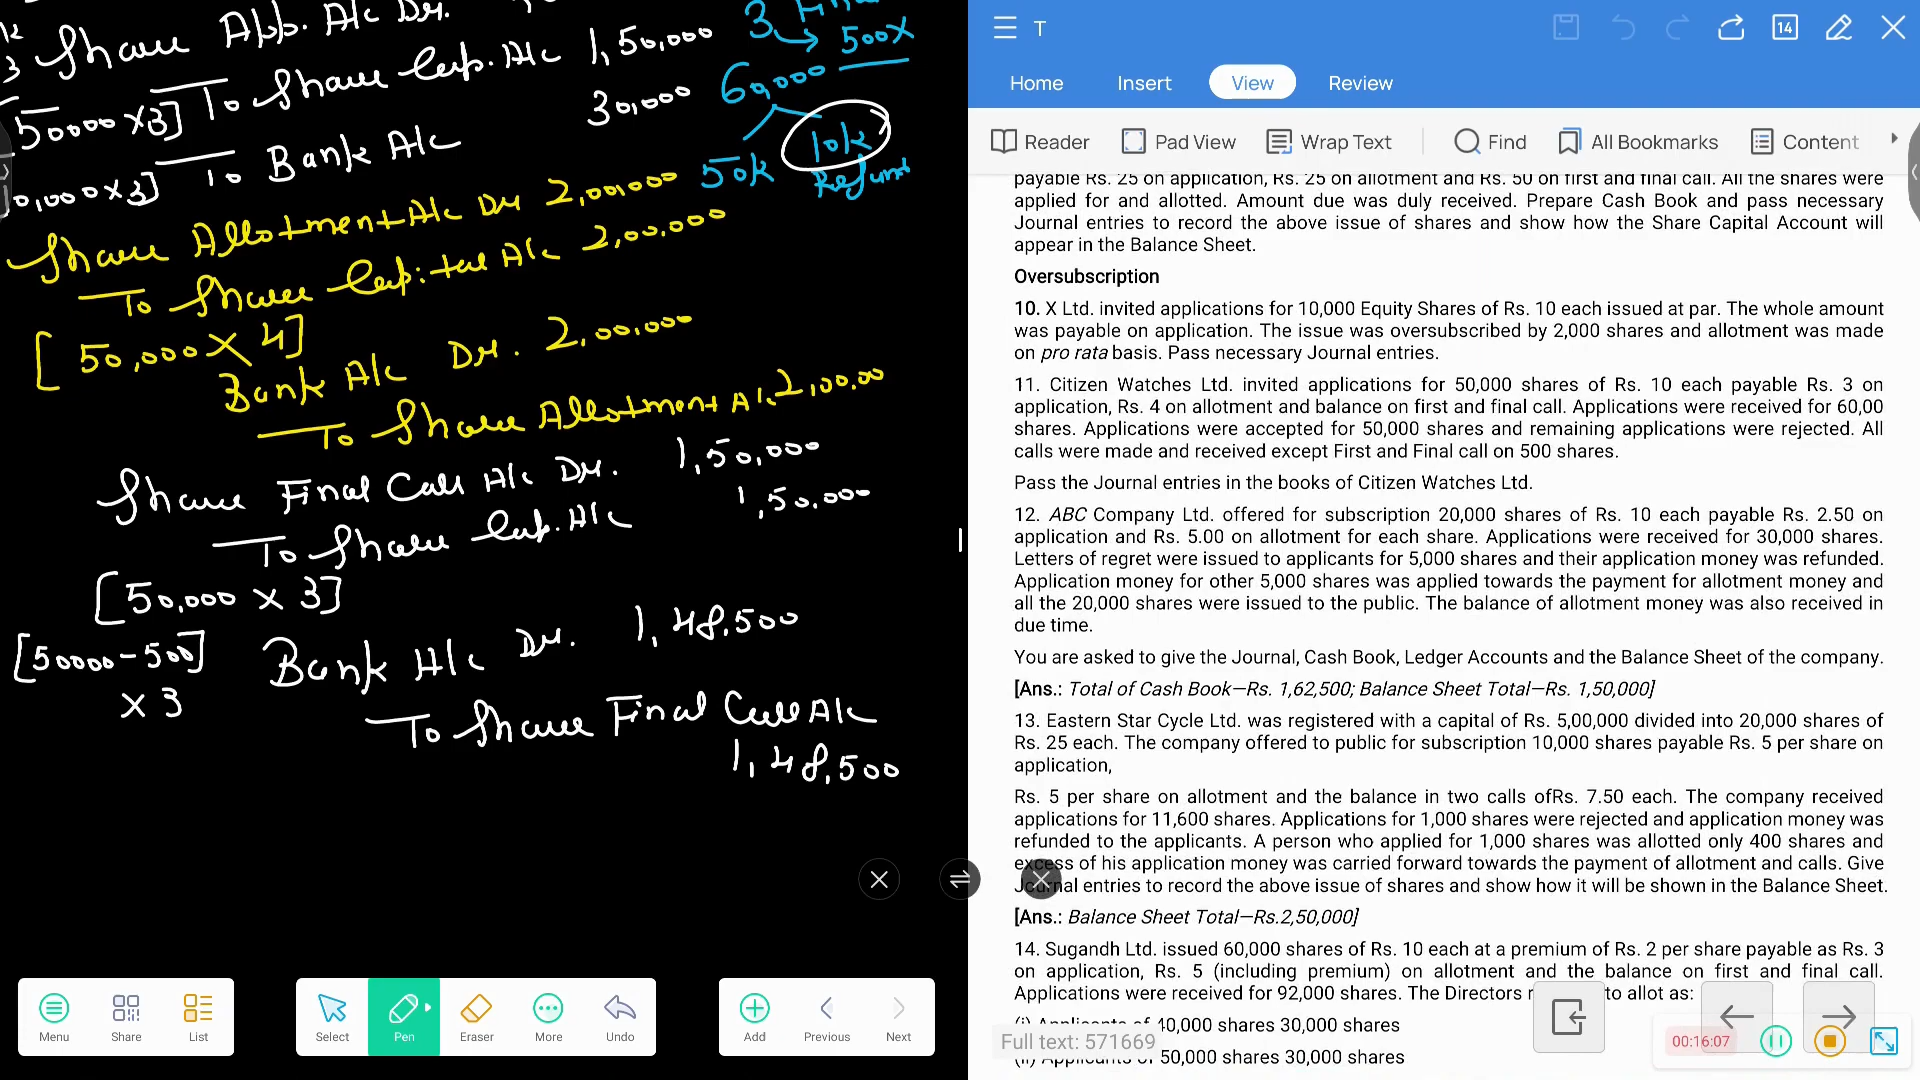 Share App. A/c Dr.
To Share Cap. A/c 1,50,000
[50000 x 3]
To Bank A/c 30,000
0,000 x 3]
3 Final
500 X
60,000
50k 10k
Refund
Share Allotment A/c Dr 2,00,000
To Share Capital A/c 2,00,000
[50,000 X 4]
Bank A/c Dr. 2,00,000
To Share Allotment A/c 2,00,00
Share Final Call A/c Dr. 1,50,000
To Share Cap. A/c 1,50,000
[50,000 x 3]
[50000 - 500] x 3
Bank A/c Dr. 1,48,500
To Share Final Call A/c
1,48,500
Menu Share List Select Pen Eraser More Undo Add Previous Next
T
14
Home Insert View Review
Reader Pad View Wrap Text Find All Bookmarks Content
payable Rs. 25 on application, Rs. 25 on allotment and Rs. 50 on first and final call. All the shares were
applied for and allotted. Amount due was duly received. Prepare Cash Book and pass necessary
Journal entries to record the above issue of shares and show how the Share Capital Account will
appear in the Balance Sheet.
Oversubscription
10. X Ltd. invited applications for 10,000 Equity Shares of Rs. 10 each issued at par. The whole amount
was payable on application. The issue was oversubscribed by 2,000 shares and allotment was made
on pro rata basis. Pass necessary Journal entries.
11. Citizen Watches Ltd. invited applications for 50,000 shares of Rs. 10 each payable Rs. 3 on
application, Rs. 4 on allotment and balance on first and final call. Applications were received for 60,00
shares. Applications were accepted for 50,000 shares and remaining applications were rejected. All
calls were made and received except First and Final call on 500 shares.
Pass the Journal entries in the books of Citizen Watches Ltd.
12. ABC Company Ltd. offered for subscription 20,000 shares of Rs. 10 each payable Rs. 2.50 on
application and Rs. 5.00 on allotment for each share. Applications were received for 30,000 shares.
Letters of regret were issued to applicants for 5,000 shares and their application money was refunded.
Application money for other 5,000 shares was applied towards the payment for allotment money and
all the 20,000 shares were issued to the public. The balance of allotment money was also received in
due time.
You are asked to give the Journal, Cash Book, Ledger Accounts and the Balance Sheet of the company.
[Ans.: Total of Cash Book—Rs. 1,62,500; Balance Sheet Total—Rs. 1,50,000]
13. Eastern Star Cycle Ltd. was registered with a capital of Rs. 5,00,000 divided into 20,000 shares of
Rs. 25 each. The company offered to public for subscription 10,000 shares payable Rs. 5 per share on
application,
Rs. 5 per share on allotment and the balance in two calls ofRs. 7.50 each. The company received
applications for 11,600 shares. Applications for 1,000 shares were rejected and application money was
refunded to the applicants. A person who applied for 1,000 shares was allotted only 400 shares and
excess of his application money was carried forward towards the payment of allotment and calls. Give
Journal entries to record the above issue of shares and show how it will be shown in the Balance Sheet.
[Ans.: Balance Sheet Total—Rs.2,50,000]
14. Sugandh Ltd. issued 60,000 shares of Rs. 10 each at a premium of Rs. 2 per share payable as Rs. 3
on application, Rs. 5 (including premium) on allotment and the balance on first and final call.
Applications were received for 92,000 shares. The Directors to allot as:
(i) Applicants of 40,000 shares 30,000 shares
(ii) Applicants of 50,000 shares 30,000 shares
Full text: 571669
00:16:07